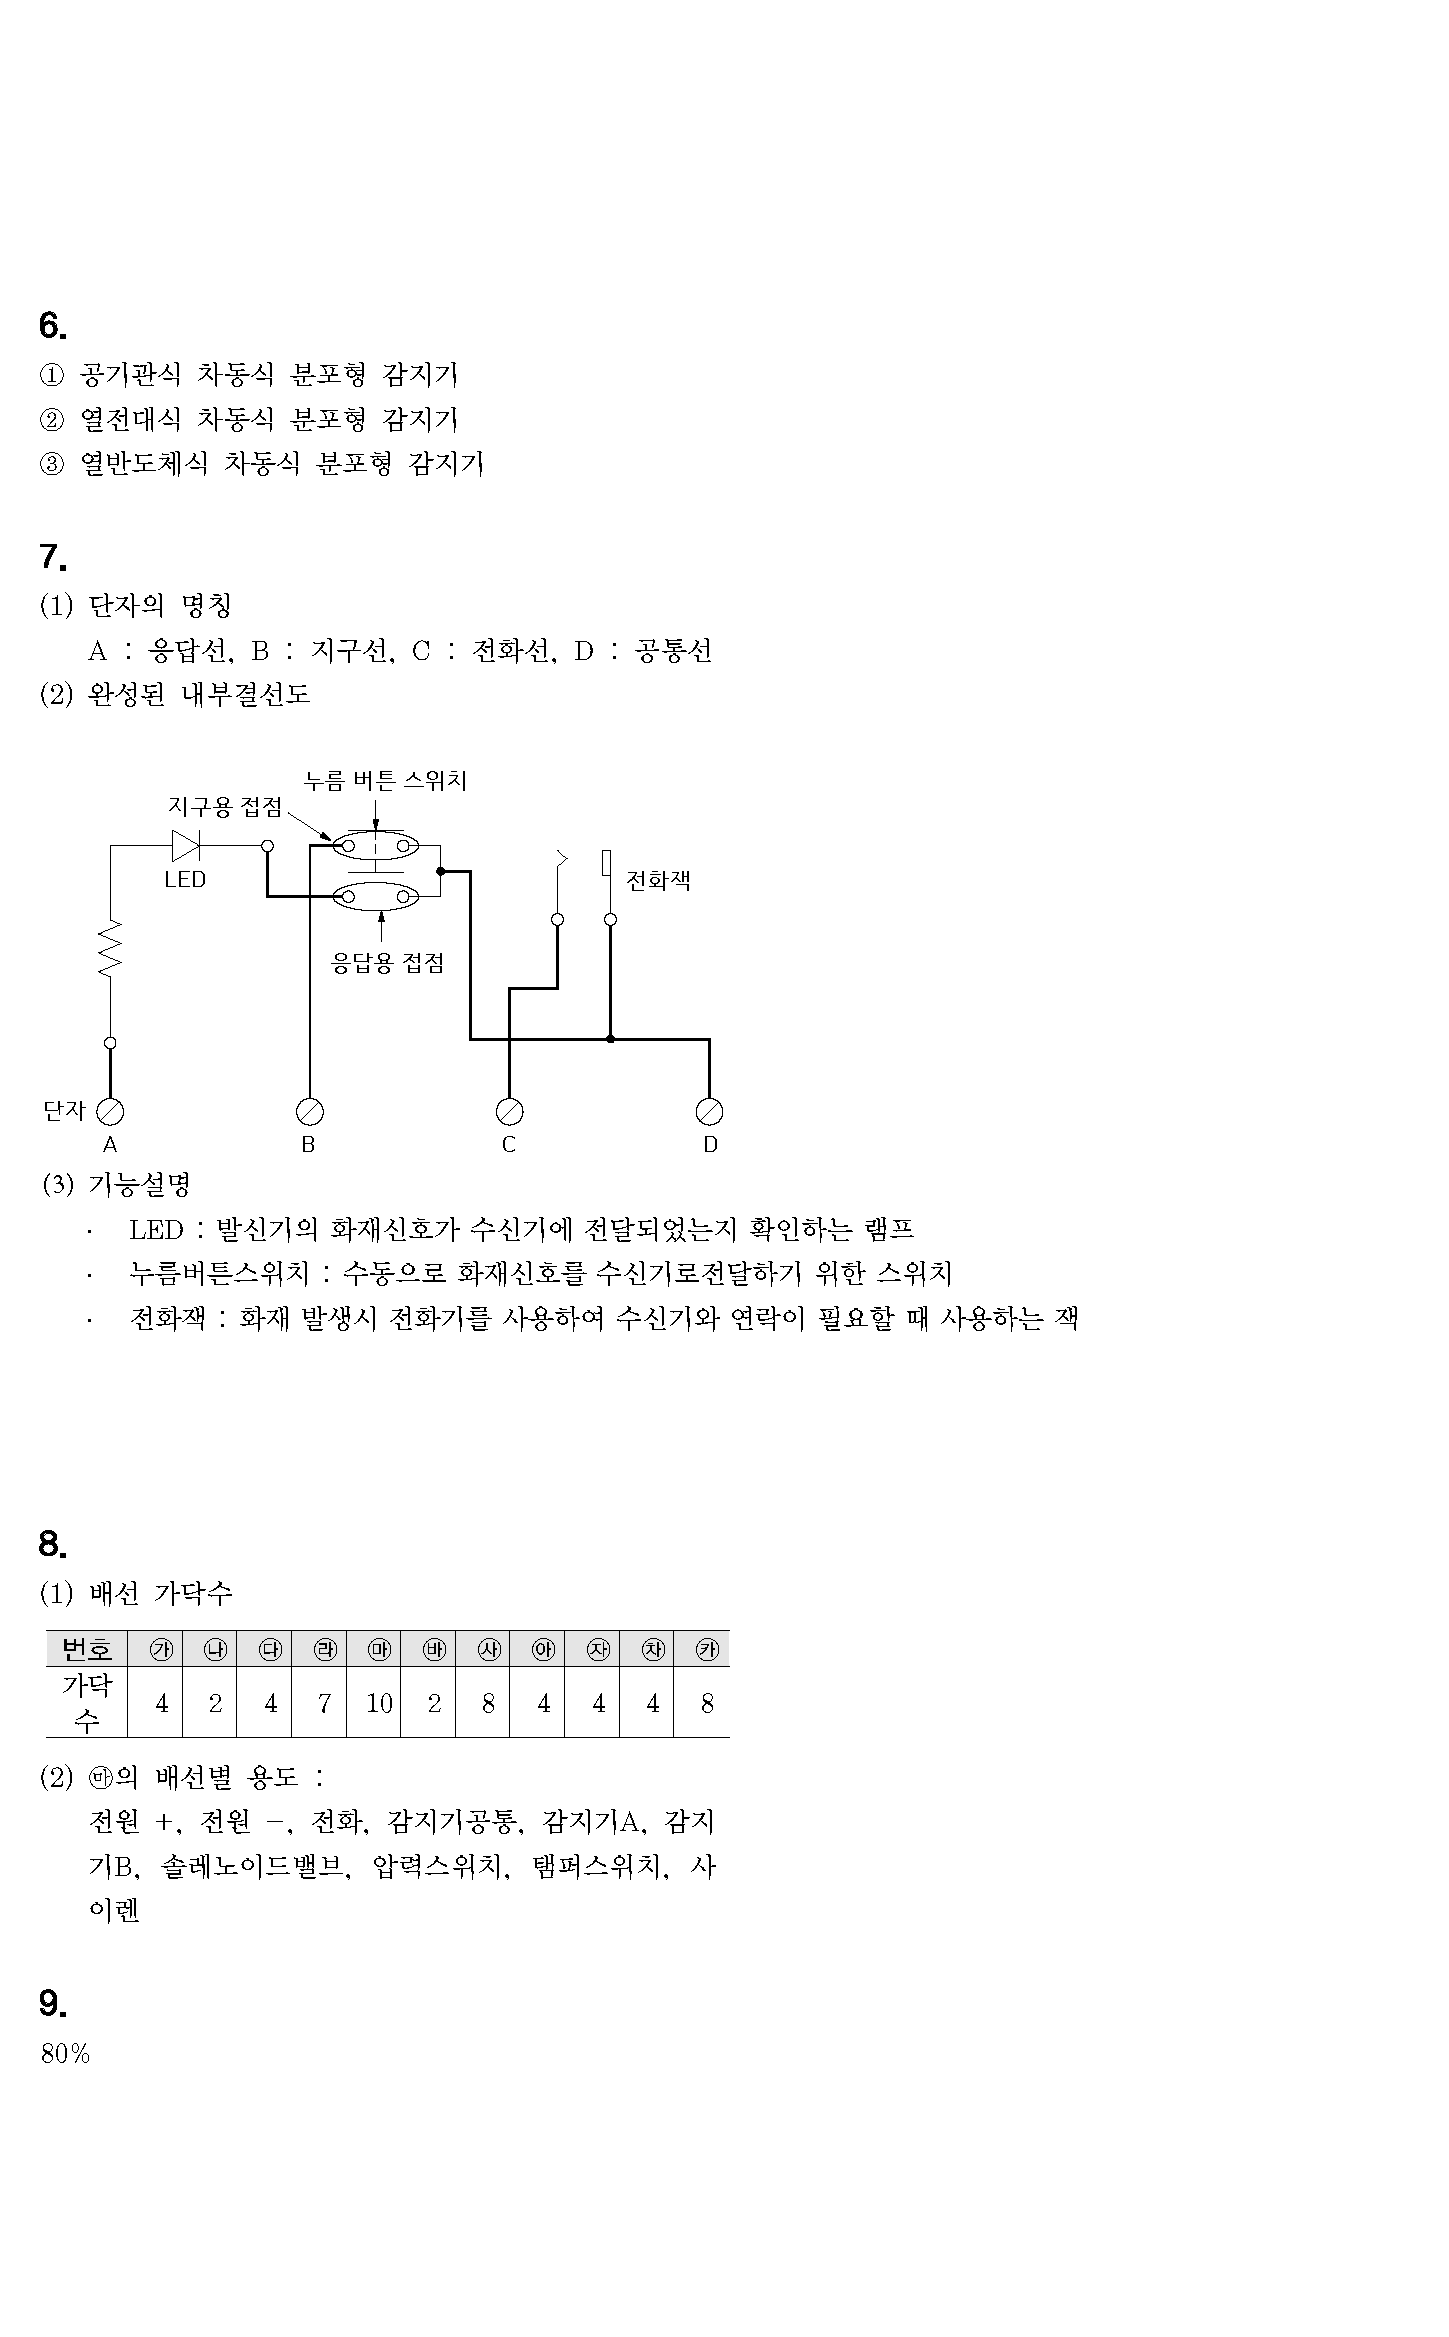 6.
① 공기관식 차동식 분포형 감지기
② 열전대식 차동식 분포형 감지기
③ 열반도체식 차동식 분포형 감지기
7.
(1) 단자의 명칭
A : 응답선, B : 지구선, C : 전화선, D : 공통선
(2) 완성된 내부결선도
누름 버튼 스위치
지구용 접점
LED
전화잭
응답용 접점
단자
A B C D
(3) 기능설명
· LED : 발신기의 화재신호가 수신기에 전달되었는지 확인하는 램프
· 누름버튼스위치 : 수동으로 화재신호를 수신기로전달하기 위한 스위치
· 전화잭 : 화재 발생시 전화기를 사용하여 수신기와 연락이 필요할 때 사용하는 잭
8.
(1) 배선 가닥수
번호 ㉮ ㉯ ㉰ ㉱ ㉲ ㉳ ㉴ ㉵ ㉶ ㉷ ㉸
가닥
수 4 2 4 7 10 2 8 4 4 4 8
(2) ㉲의 배선별 용도 :
전원 +, 전원 −, 전화, 감지기공통, 감지기A, 감지
기B, 솔레노이드밸브, 압력스위치, 탬퍼스위치, 사
이렌
9.
80%